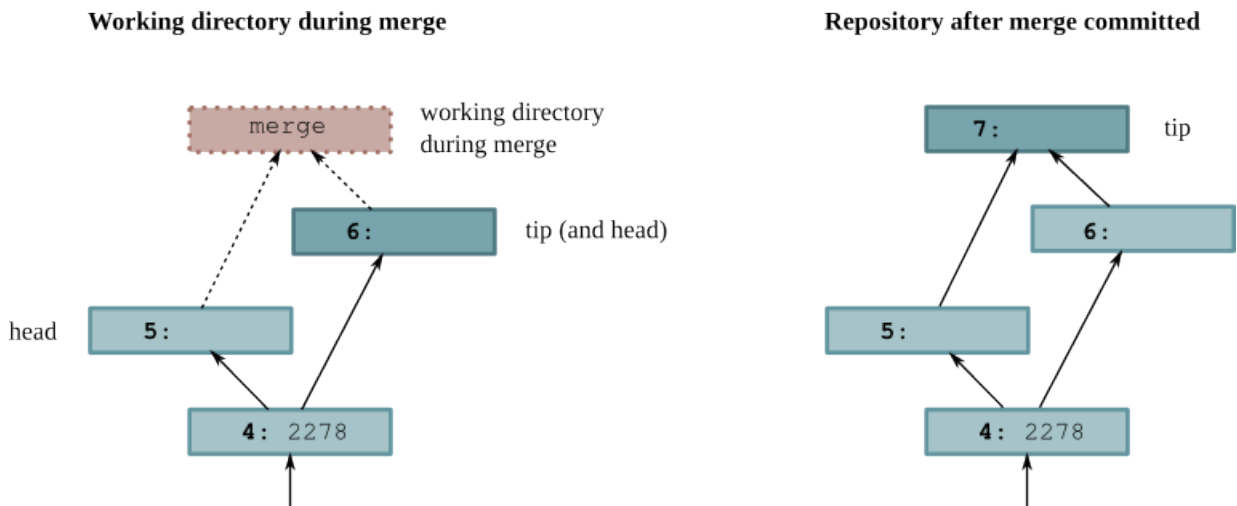 Working directory during merge
merge
working directory
during merge
6:
tip (and head)
head
5:
4: 2278
Repository after merge committed
7:
tip
6:
5:
4: 2278